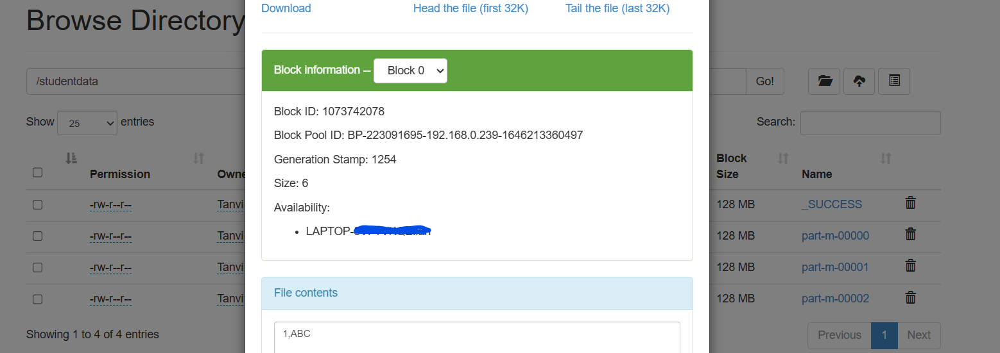 Browse Directory
Download
Head the file (first 32K)
Tail the file (last 32K)
Block information --
Block 0
/studentdata
Go!
Block ID: 1073742078
Block Pool ID: BP-223091695-192.168.0.239-1646213360497
Generation Stamp: 1254
Size: 6
Availability:
LAPTOP-
Show 25 entries
Search:
Permission
Owne
Block Size
Name
-rw-r--r--
Tanvi
128 MB
_SUCCESS
-rw-r--r--
Tanvi
128 MB
part-m-00000
-rw-r--r--
Tanvi
128 MB
part-m-00001
-rw-r--r--
Tanvi
128 MB
part-m-00002
File contents
1,ABC
Showing 1 to 4 of 4 entries
Previous
1
Next